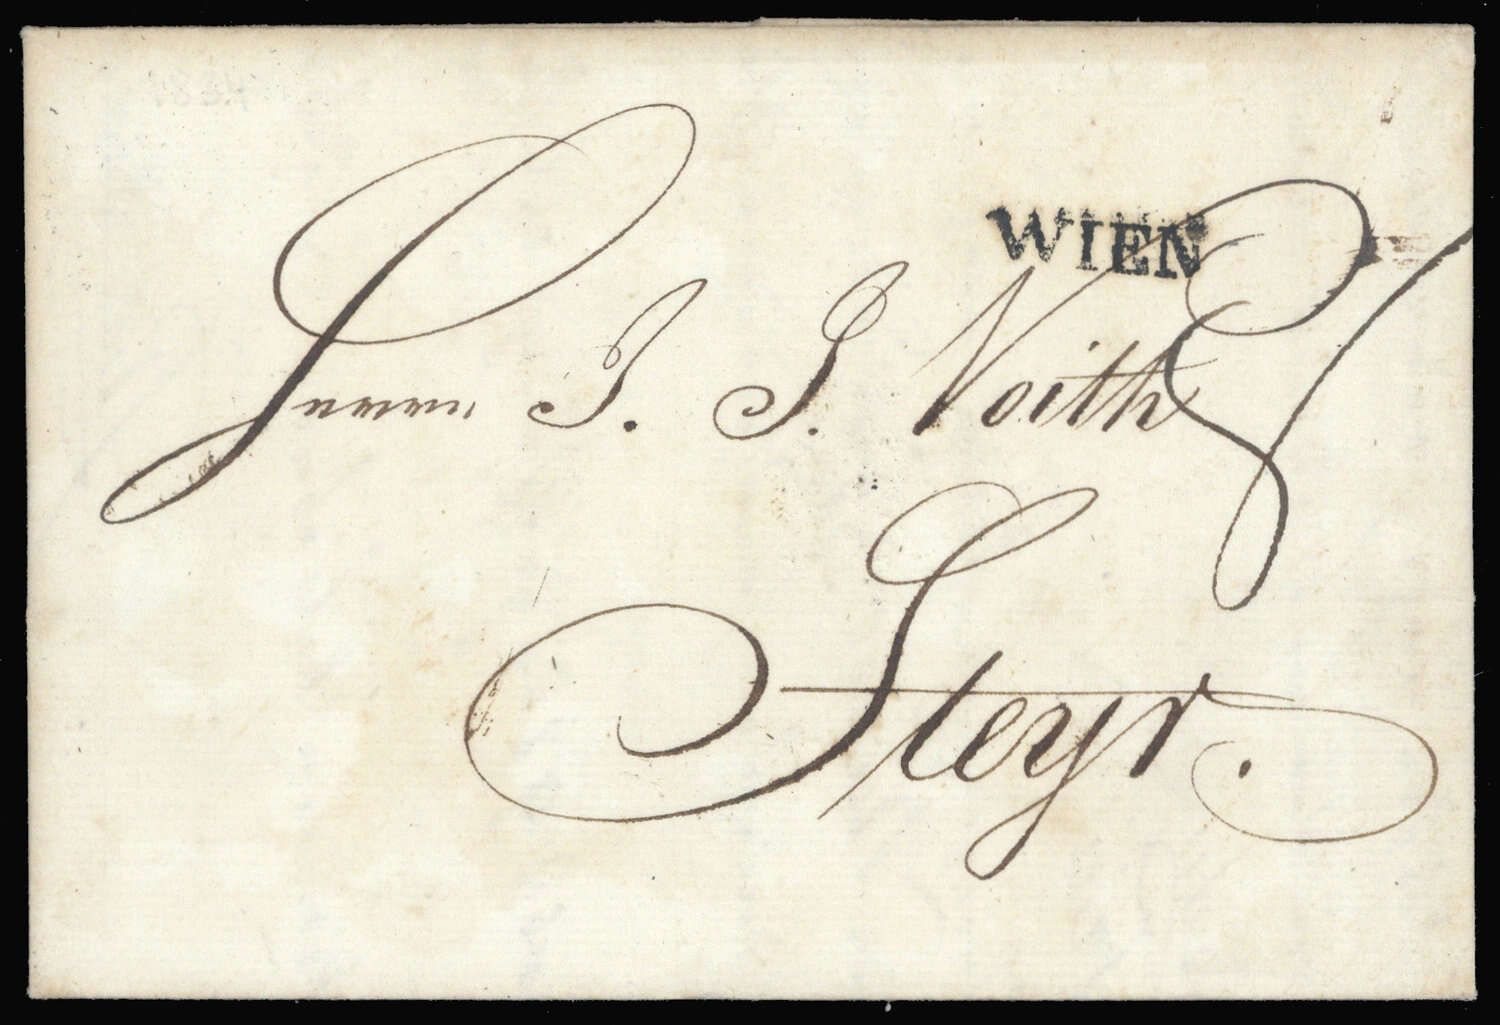 WIEN
Herrn J. J. Voith
Steyr.